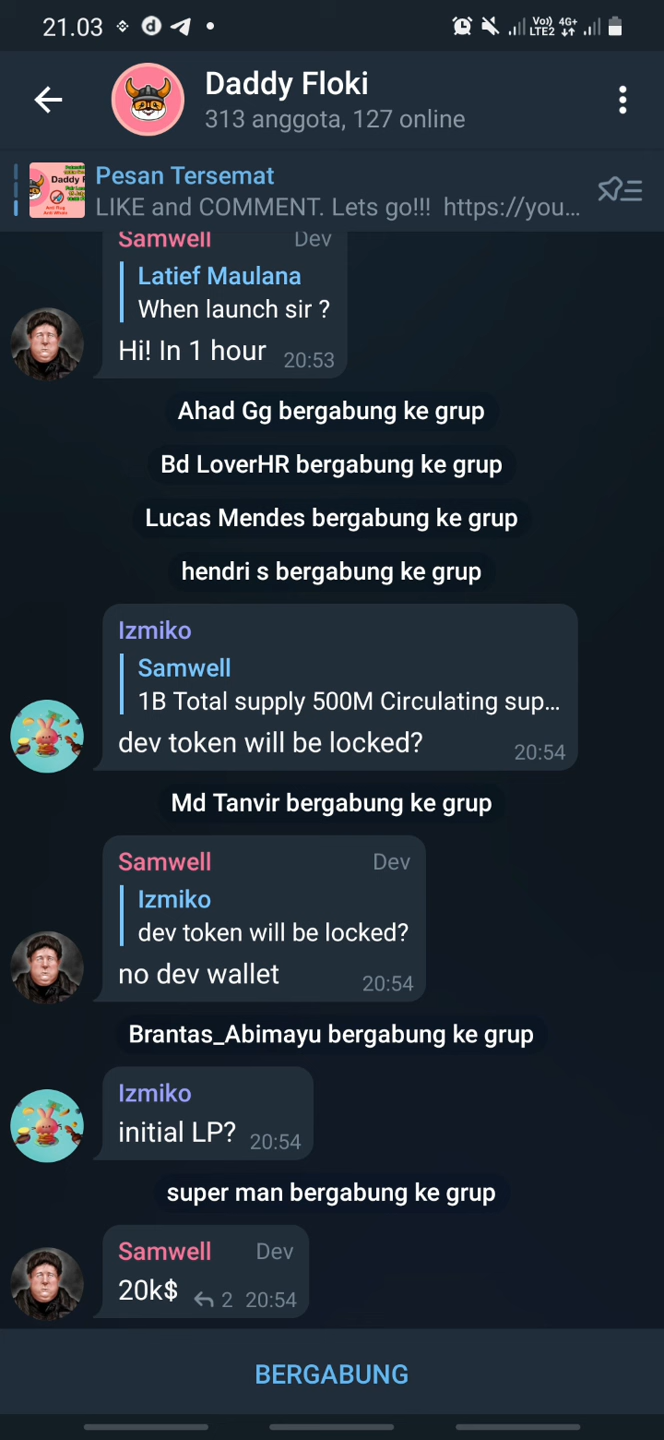 21.03
Vo))
LTE2
4G+
Daddy Floki
313 anggota, 127 online
Daddy F
Pesan Tersemat
LIKE and COMMENT. Lets go!!! https://you...
Samwell Dev
Latief Maulana
When launch sir ?
Hi! In 1 hour 20:53
Ahad Gg bergabung ke grup
Bd LoverHR bergabung ke grup
Lucas Mendes bergabung ke grup
hendri s bergabung ke grup
Izmiko
Samwell
1B Total supply 500M Circulating sup...
dev token will be locked? 20:54
Md Tanvir bergabung ke grup
Samwell Dev
Izmiko
dev token will be locked?
no dev wallet 20:54
Brantas_Abimayu bergabung ke grup
Izmiko
initial LP? 20:54
super man bergabung ke grup
Samwell Dev
20k$ 2 20:54
BERGABUNG